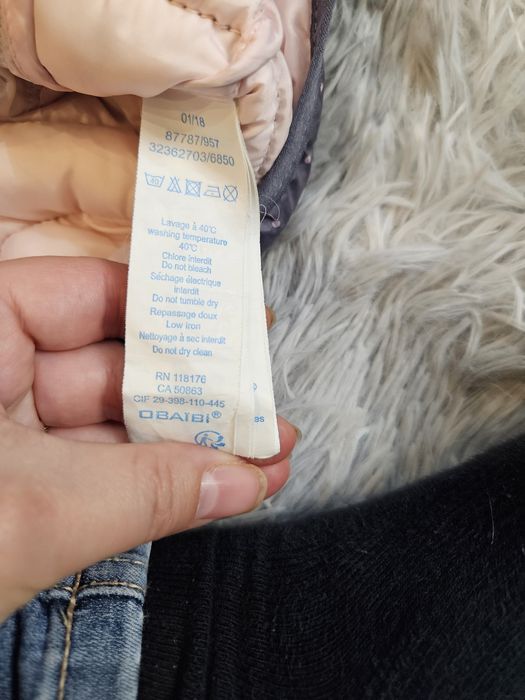 01/18
87787/957
32362703/6850
Lavage à 40°C
washing temperature
40°C
Chlore interdit
Do not bleach
Séchage électrique
interdit
Do not tumble dry
Repassage doux
Low iron
Nettoyage à sec interdit
Do not dry clean
RN 118176
CA 50863
CIF 29-398-110-445
OBAÏBI®